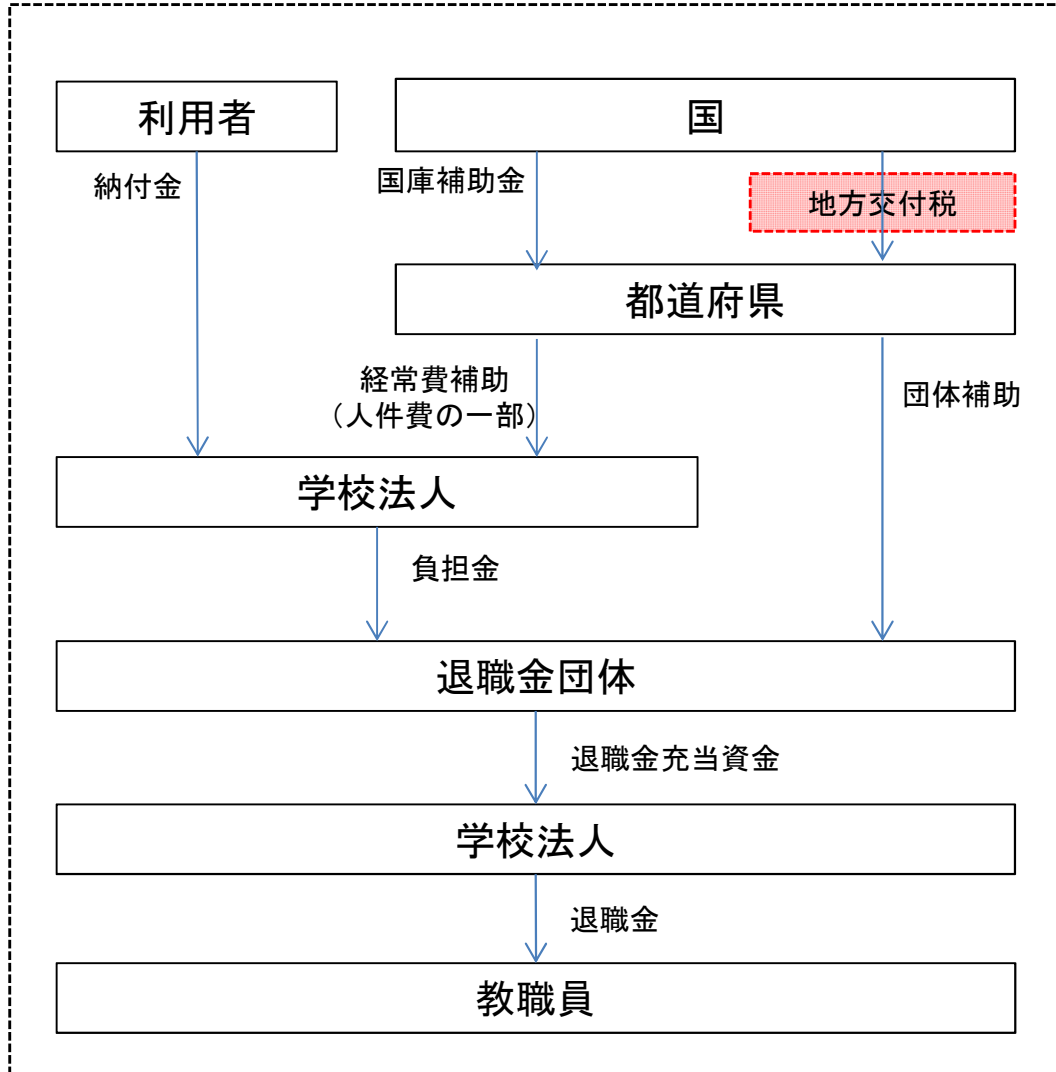 利用者
国
納付金
国庫補助金
地方交付税
都道府県
経常費補助
（人件費の一部）
団体補助
学校法人
負担金
退職金団体
退職金充当資金
学校法人
退職金
教職員